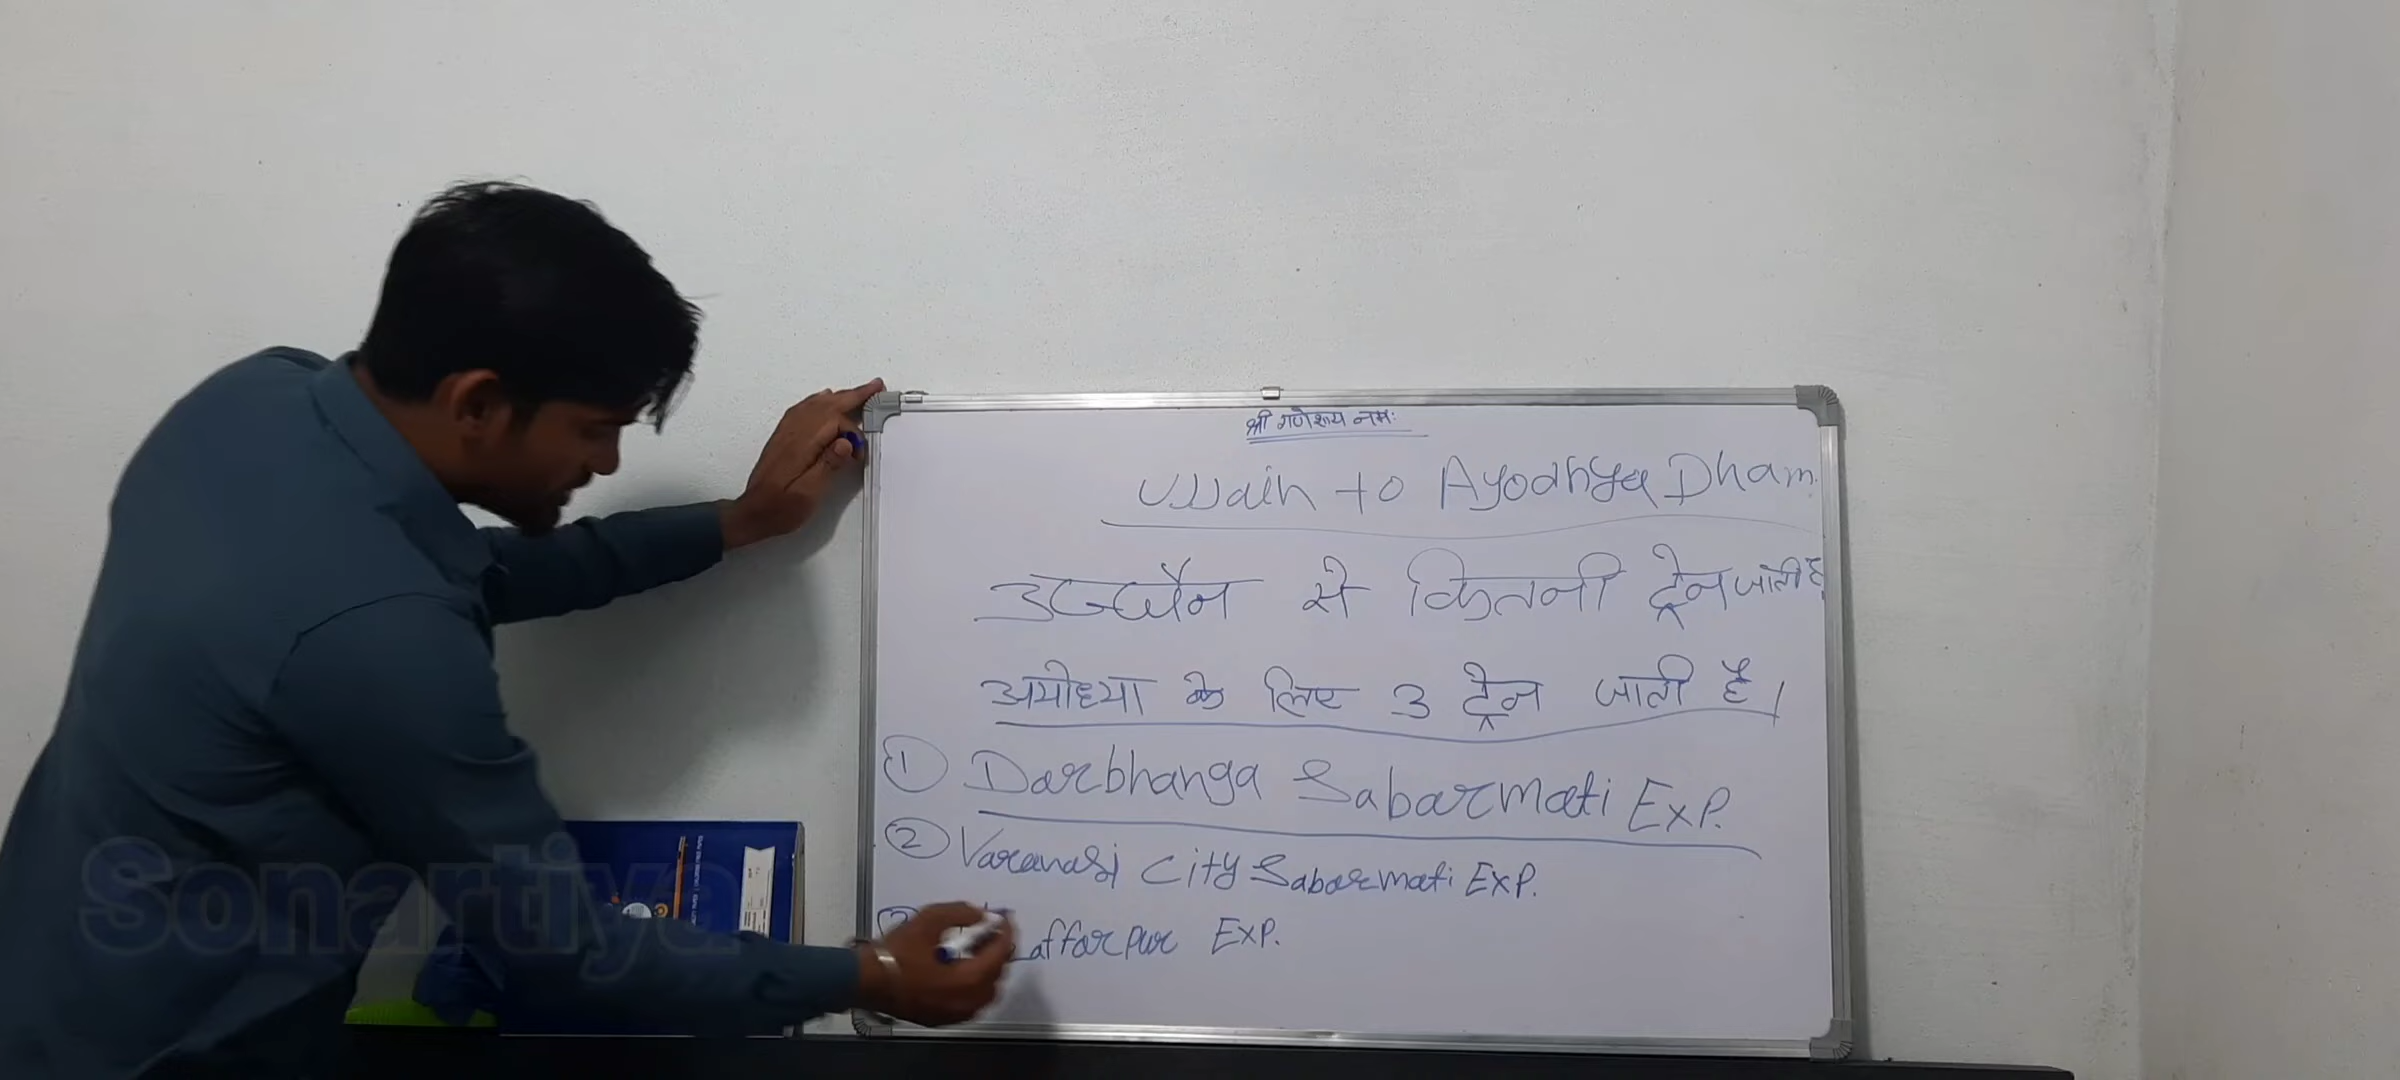 श्री गणेशाय नमः
UJJain to Ayodhya Dham
उज्जैन से कितनी ट्रेन जाती है
अयोध्या के लिए 3 ट्रेन जाती है।
① Darbhanga Sabarmati Exp.
② Varanasi City Sabarmati Exp.
affarpur Exp.
Sonartiya